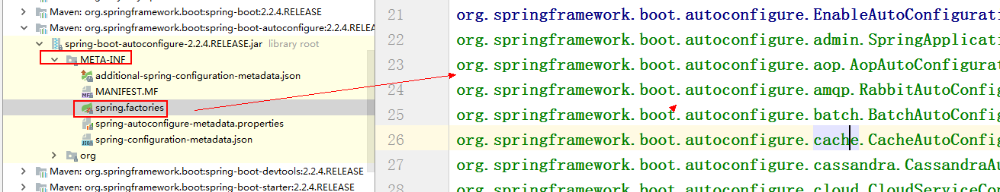 Maven: org.springframework.boot:spring-boot:2.2.4.RELEASE
Maven: org.springframework.boot:spring-boot-autoconfigure:2.2.4.RELEA
spring-boot-autoconfigure-2.2.4.RELEASE.jar library root
META-INF
additional-spring-configuration-metadata.json
MANIFEST.MF
spring.factories
spring-autoconfigure-metadata.properties
spring-configuration-metadata.json
org
Maven: org.springframework.boot:spring-boot-devtools:2.2.4.RELEASE
Maven: org.springframework.boot:spring-boot-starter:2.2.4.RELEASE
21 org.springframework.boot.autoconfigure.EnableAutoConfigurati
22 org.springframework.boot.autoconfigure.admin.SpringApplicati
23 org.springframework.boot.autoconfigure.aop.AopAutoConfigurat
24 org.springframework.boot.autoconfigure.amqp.RabbitAutoConfig
25 org.springframework.boot.autoconfigure.batch.BatchAutoConfig
26 org.springframework.boot.autoconfigure.cache.CacheAutoConfig
27 org.springframework.boot.autoconfigure.cassandra.CassandraAu
28 org.springframework.boot.autoconfigure.cloud.CloudServiceCon